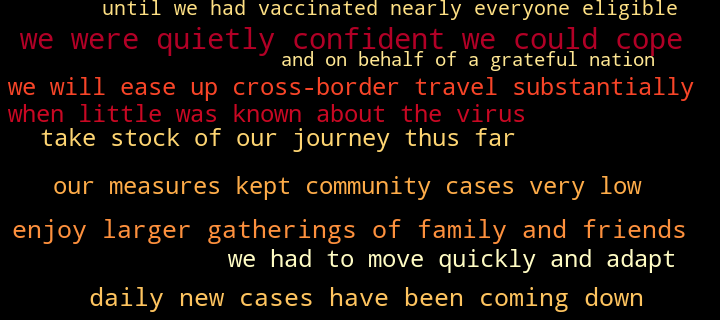 until we had vaccinated nearly everyone eligible
we were quietly confident we could cope
and on behalf of a grateful nation
we will ease up cross-border travel substantially
when little was known about the virus
take stock of our journey thus far
our measures kept community cases very low
enjoy larger gatherings of family and friends
we had to move quickly and adapt
daily new cases have been coming down